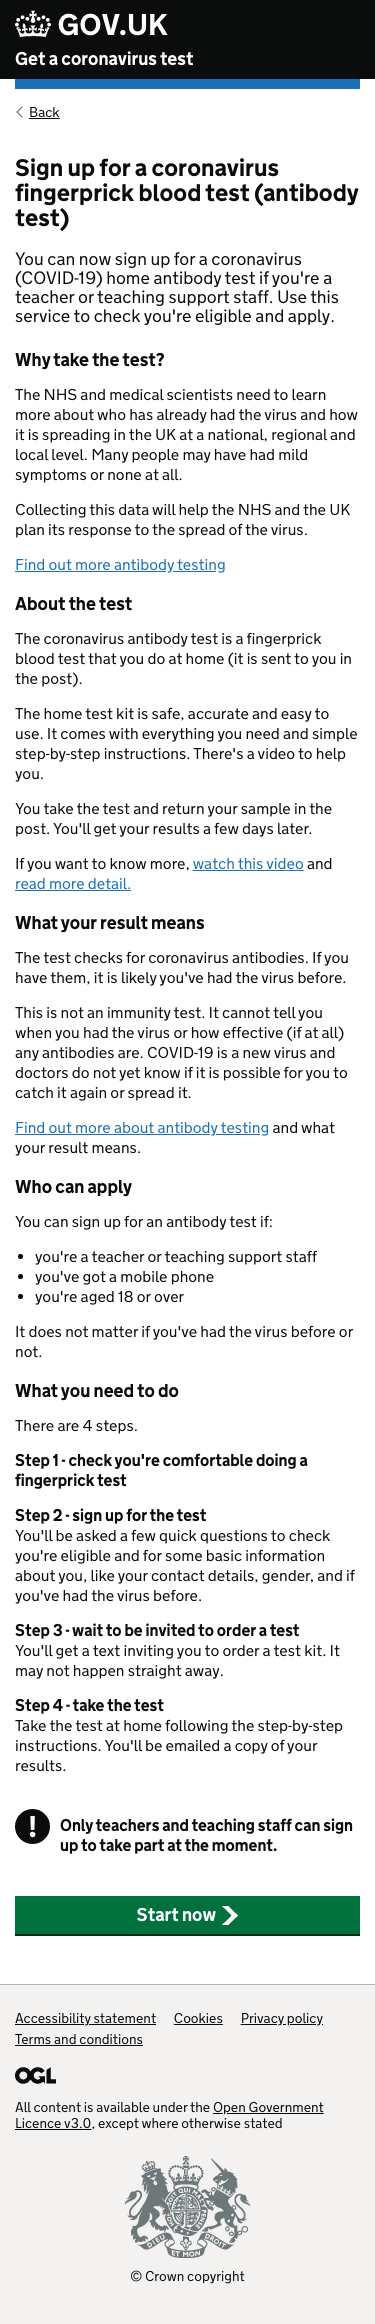 GOV.UK
Get a coronavirus test
Back
Sign up for a coronavirus
fingerprick blood test (antibody
test)
You can now sign up for a coronavirus
(COVID-19) home antibody test if you're a
teacher or teaching support staff. Use this
service to check you're eligible and apply.
Why take the test?
The NHS and medical scientists need to learn
more about who has already had the virus and how
it is spreading in the UK at a national, regional and
local level. Many people may have had mild
symptoms or none at all.
Collecting this data will help the NHS and the UK
plan its response to the spread of the virus.
Find out more antibody testing
About the test
The coronavirus antibody test is a fingerprick
blood test that you do at home (it is sent to you in
the post).
The home test kit is safe, accurate and easy to
use. It comes with everything you need and simple
step-by-step instructions. There's a video to help
you.
You take the test and return your sample in the
post. You'll get your results a few days later.
If you want to know more, watch this video and
read more detail.
What your result means
The test checks for coronavirus antibodies. If you
have them, it is likely you've had the virus before.
This is not an immunity test. It cannot tell you
when you had the virus or how effective (if at all)
any antibodies are. COVID-19 is a new virus and
doctors do not yet know if it is possible for you to
catch it again or spread it.
Find out more about antibody testing and what
your result means.
Who can apply
You can sign up for an antibody test if:
• you're a teacher or teaching support staff
• you've got a mobile phone
• you're aged 18 or over
It does not matter if you've had the virus before or
not.
What you need to do
There are 4 steps.
Step 1 - check you're comfortable doing a
fingerprick test
Step 2 - sign up for the test
You'll be asked a few quick questions to check
you're eligible and for some basic information
about you, like your contact details, gender, and if
you've had the virus before.
Step 3 - wait to be invited to order a test
You'll get a text inviting you to order a test kit. It
may not happen straight away.
Step 4 - take the test
Take the test at home following the step-by-step
instructions. You'll be emailed a copy of your
results.
! Only teachers and teaching staff can sign
up to take part at the moment.
Start now
Accessibility statement Cookies Privacy policy
Terms and conditions
OGL
All content is available under the Open Government
Licence v3.0, except where otherwise stated
DIEU ET MON DROIT
© Crown copyright